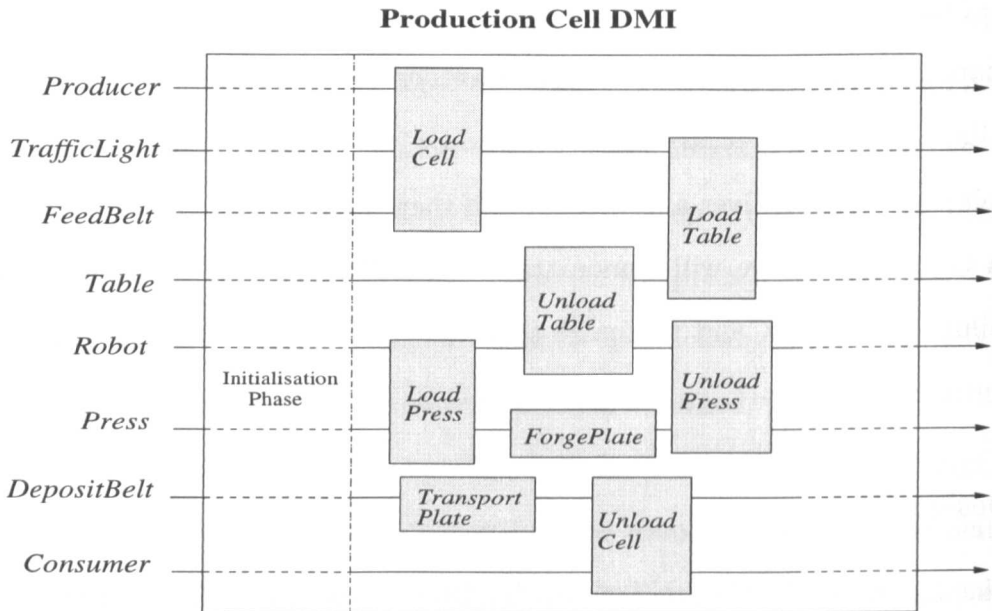 Production Cell DMI
Producer
TrafficLight
FeedBelt
Table
Robot
Press
DepositBelt
Consumer
Initialisation
Phase
Load
Cell
Load
Table
Unload
Table
Load
Press
Unload
Press
ForgePlate
Transport
Plate
Unload
Cell